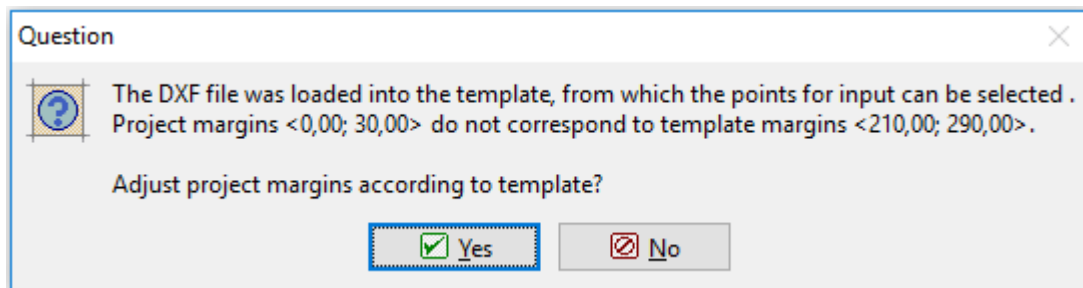 Question
The DXF file was loaded into the template, from which the points for input can be selected .
Project margins <0,00; 30,00> do not correspond to template margins <210,00; 290,00>.
Adjust project margins according to template?
Yes
No